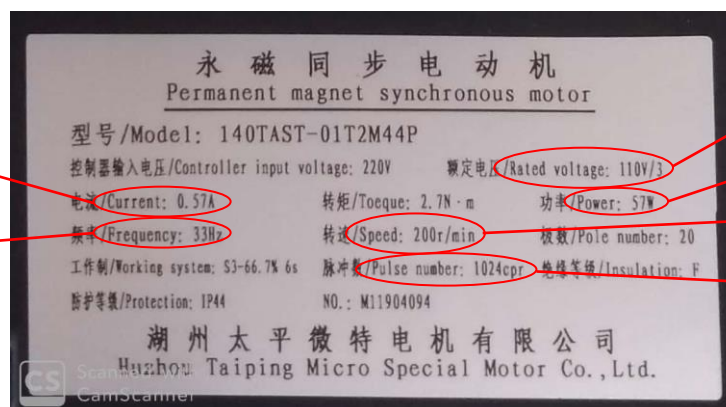 永磁同步电动机
Permanent magnet synchronous motor
型号/Model: 140TAST-01T2M44P
控制器输入电压/Controller input voltage: 220V 额定电压/Rated voltage: 110V/3
电流/Current: 0.57A 转矩/Toeque: 2.7N·m 功率/Power: 57W
频率/Frequency: 33Hz 转速/Speed: 200r/min 极数/Pole number: 20
工作制/Working system: S3-66.7% 6s 脉冲数/Pulse number: 1024cpr 绝缘等级/Insulation: F
防护等级/Protection: IP44 NO.: M11904094
湖州太平微特电机有限公司
Huzhou Taiping Micro Special Motor Co.,Ltd.
CS Scanned with
CamScanner